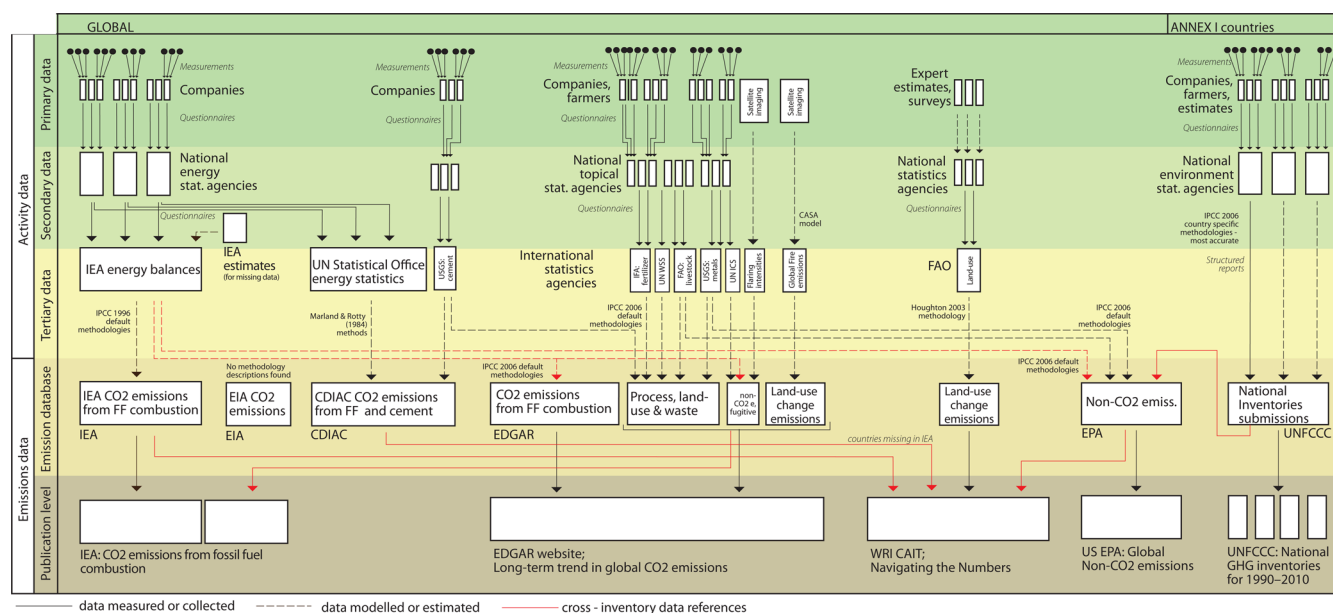 GLOBAL
ANNEX I countries
Activity data
Emissions data
Primary data
Secondary data
Tertiary data
Emission database
Publication level
Measurements
Companies
Questionnaires
Measurements
Companies
Questionnaires
Measurements
Companies,
farmers
Questionnaires
Satellite
imaging
Satellite
imaging
Expert
estimates,
surveys
Measurements
Companies,
farmers,
estimates
Questionnaires
National
energy
stat. agencies
Questionnaires
IEA
estimates
(for missing data)
National
topical
stat. agencies
Questionnaires
CASA
model
National
statistics
agencies
Questionnaires
National
environment
stat. agencies
IPCC 2006
country specific
methodologies -
most accurate
Structured
reports
IEA energy balances
UN Statistical Office
energy statistics
USGS:
cement
International
statistics
agencies
IFA:
fertilizer
UN WSS
FAO:
livestock
USGS:
metals
UN ICS
Flaring
intensities
Global Fire
emissions
FAO
Land-use
IPCC 1996
default
methodologies
Marland & Rotty
(1984)
methods
IPCC 2006
default
methodologies
Houghton 2003
methodology
IPCC 2006
default
methodologies
No methodology
descriptions found
IPCC 2006 default
methodologies
IPCC 2006 default
methodologies
IEA CO2 emissions
from FF combustion
IEA
EIA CO2
emissions
EIA
CDIAC CO2 emissions
from FF and cement
CDIAC
CO2 emissions
from FF combustion
EDGAR
Process, land-
use & waste
non-
CO2 e,
fugitive
Land-use
change
emissions
countries missing in IEA
Land-use
change
emissions
Non-CO2 emiss.
EPA
National
Inventories
submissions
UNFCCC
IEA: CO2 emissions from fossil fuel
combustion
EDGAR website;
Long-term trend in global CO2 emissions
WRI CAIT;
Navigating the Numbers
US EPA: Global
Non-CO2 emissions
UNFCCC: National
GHG inventories
for 1990–2010
data measured or collected
data modelled or estimated
cross - inventory data references